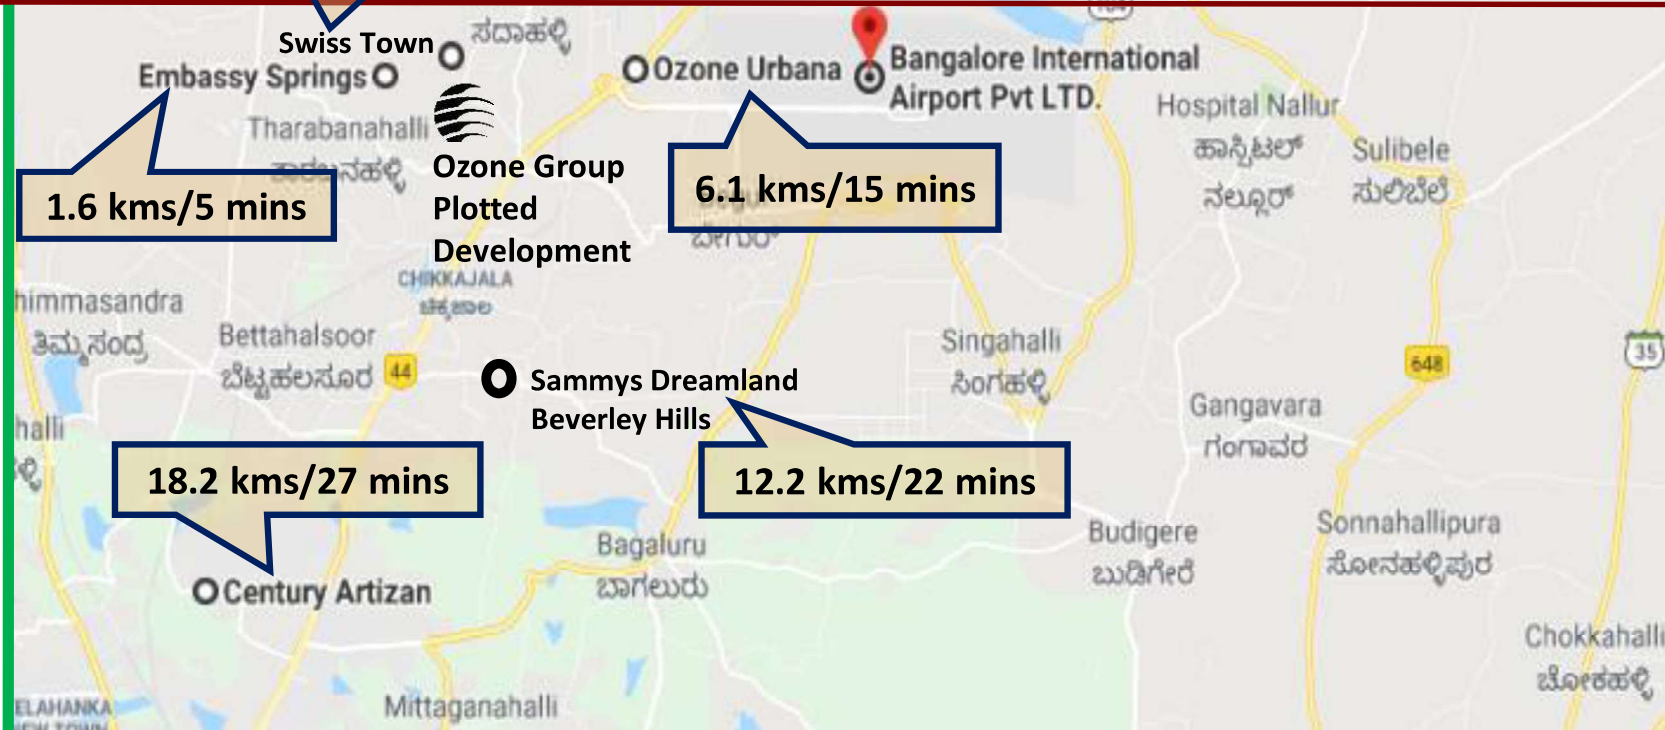 ಸದಾಹಳ್ಳಿ
Swiss Town
Embassy Springs
Ozone Urbana
Bangalore International
Airport Pvt LTD.
Tharabanahalli
Hospital Nallur
ಹಾಸ್ಪಿಟಲ್
ನಲ್ಲೂರ್
Sulibele
ಸುಲಿಬೆಲೆ
Ozone Group
Plotted
Development
1.6 kms/5 mins
6.1 kms/15 mins
ಬೇಗುರ್
CHIKKAJALA
ಚಿಕ್ಕಜಾಲ
himmasandra
ತಿಮ್ಮಸಂದ್ರ
Bettahalsoor
ಬೆಟ್ಟಹಲಸೂರ
44
Singahalli
ಸಿಂಗಹಳ್ಳಿ
648
35
Sammys Dreamland
Beverley Hills
Gangavara
ಗಂಗಾವರ
halli
18.2 kms/27 mins
12.2 kms/22 mins
Bagaluru
ಬಾಗಲುರು
Budigere
ಬುಡಿಗೇರೆ
Sonnahallipura
ಸೋನಹಳ್ಳಿಪುರ
Century Artizan
Chokkahalli
ಚೋಕಹಳ್ಳಿ
Mittaganahalli
ELAHANKA